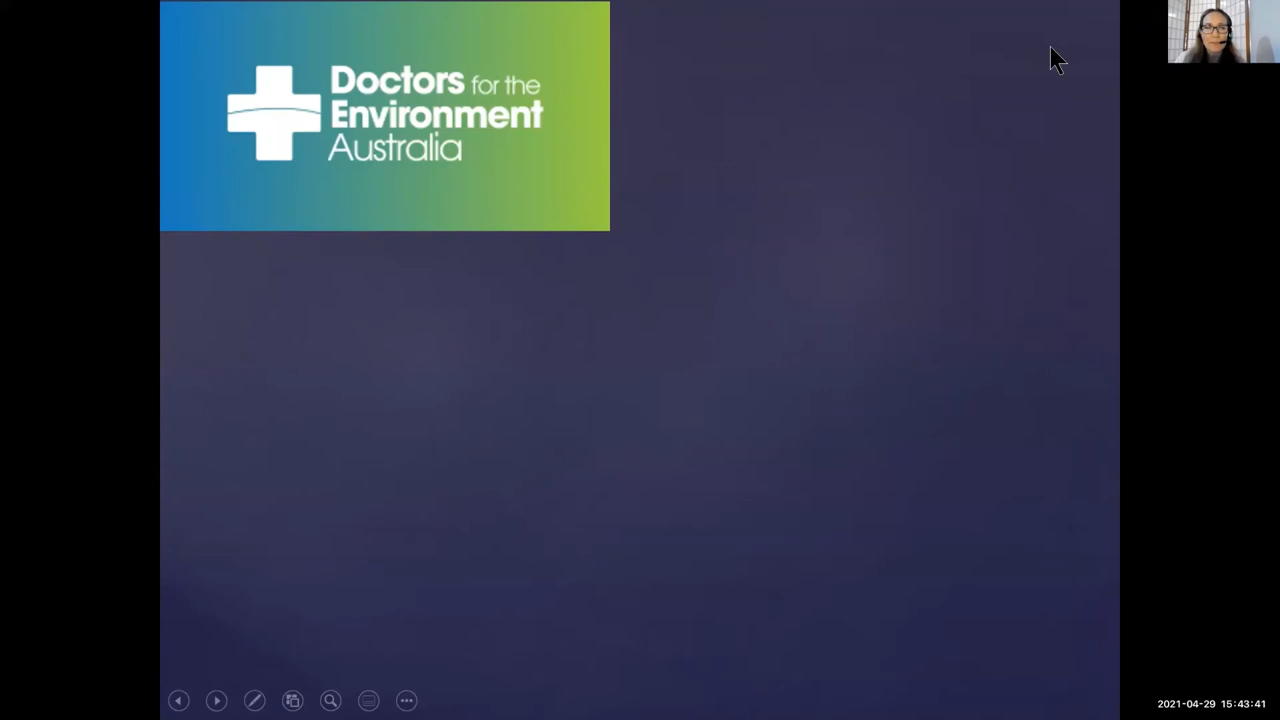 Doctors for the
Environment
Australia
2021-04-29 15:43:41